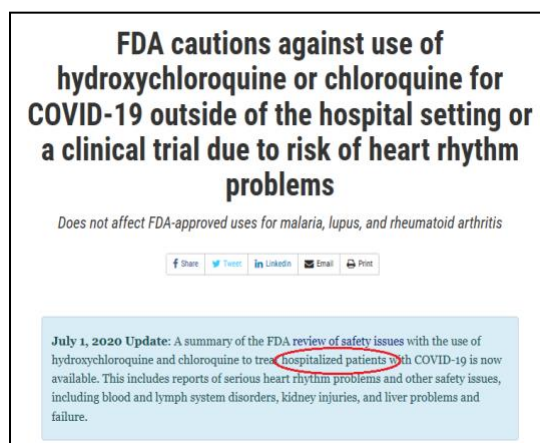 FDA cautions against use of
hydroxychloroquine or chloroquine for
COVID-19 outside of the hospital setting or
a clinical trial due to risk of heart rhythm
problems
Does not affect FDA-approved uses for malaria, lupus, and rheumatoid arthritis
Share Tweet Linkedin Email Print
July 1, 2020 Update: A summary of the FDA review of safety issues with the use of
hydroxychloroquine and chloroquine to treat hospitalized patients with COVID-19 is now
available. This includes reports of serious heart rhythm problems and other safety issues,
including blood and lymph system disorders, kidney injuries, and liver problems and
failure.